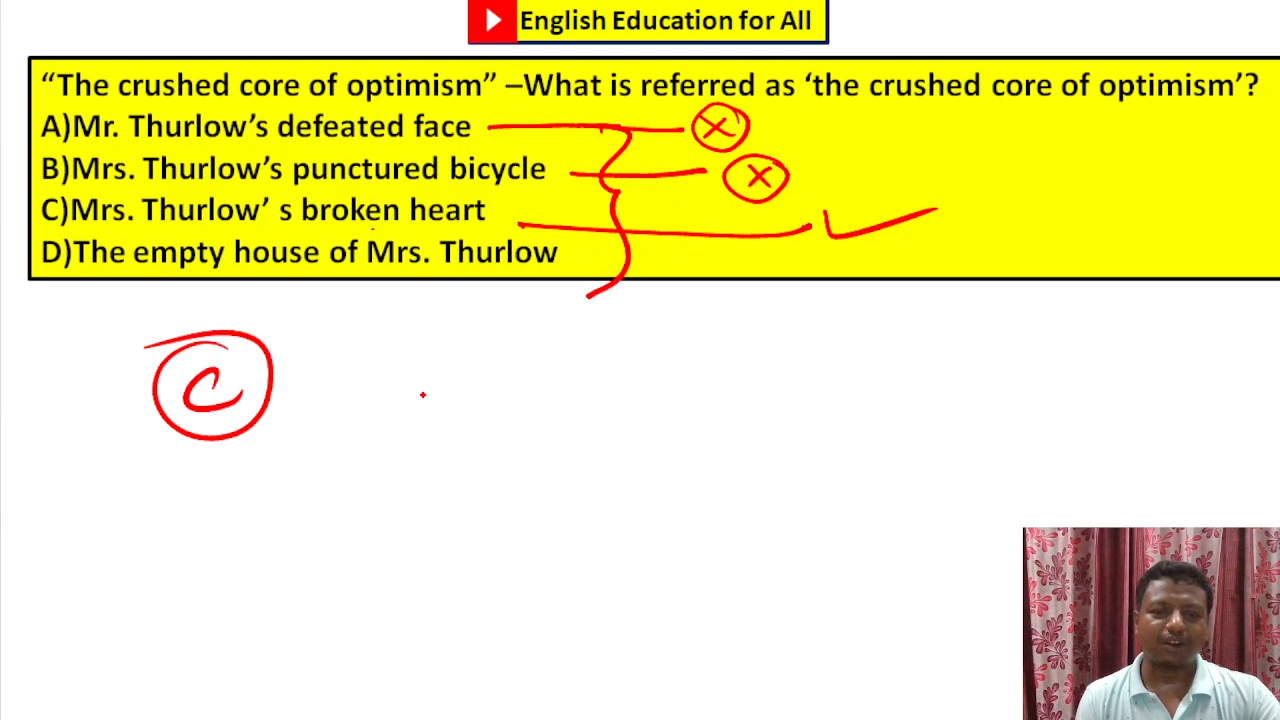 English Education for All
“The crushed core of optimism” –What is referred as ‘the crushed core of optimism’?
A)Mr. Thurlow’s defeated face
B)Mrs. Thurlow’s punctured bicycle
C)Mrs. Thurlow’ s broken heart
D)The empty house of Mrs. Thurlow
C